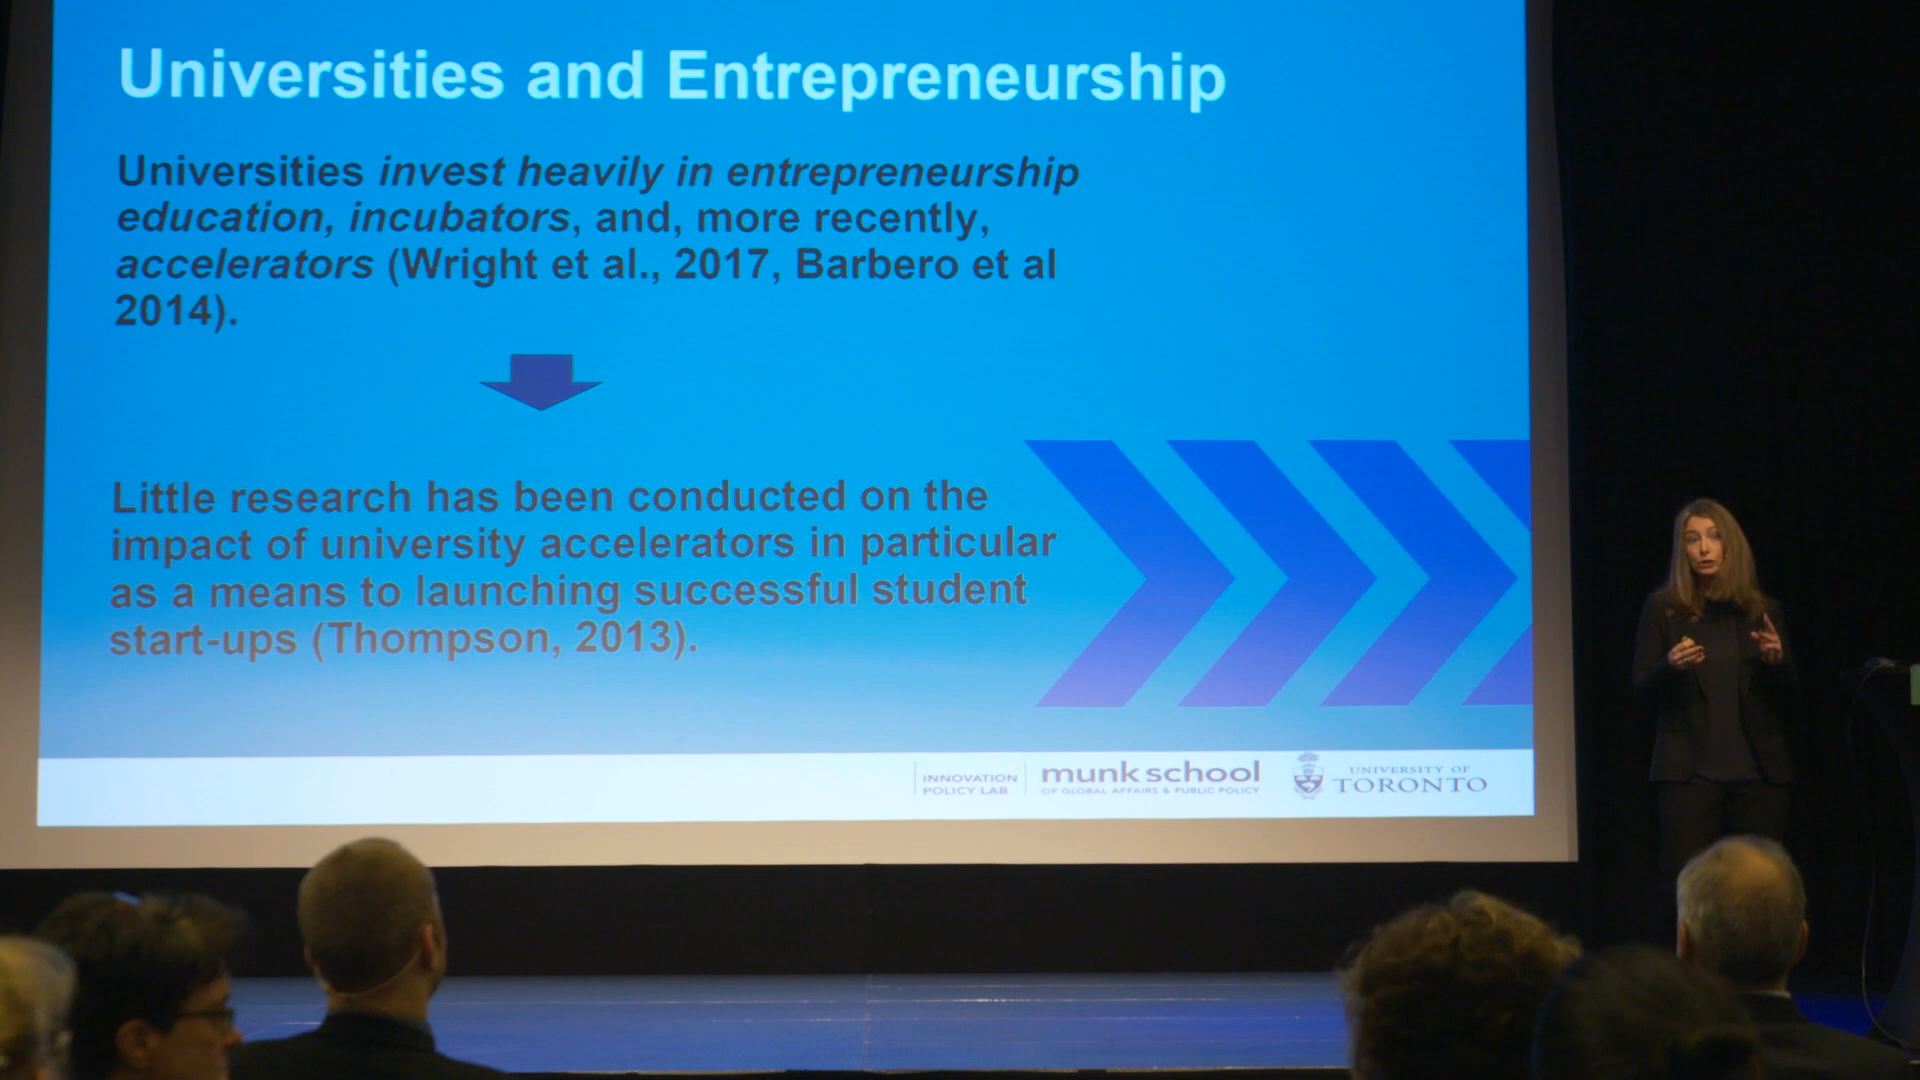 Universities and Entrepreneurship
Universities invest heavily in entrepreneurship
education, incubators, and, more recently,
accelerators (Wright et al., 2017, Barbero et al
2014).
Little research has been conducted on the
impact of university accelerators in particular
as a means to launching successful student
start-ups (Thompson, 2013).
INNOVATION
POLICY LAB
munk school
OF GLOBAL AFFAIRS & PUBLIC POLICY
UNIVERSITY OF
TORONTO